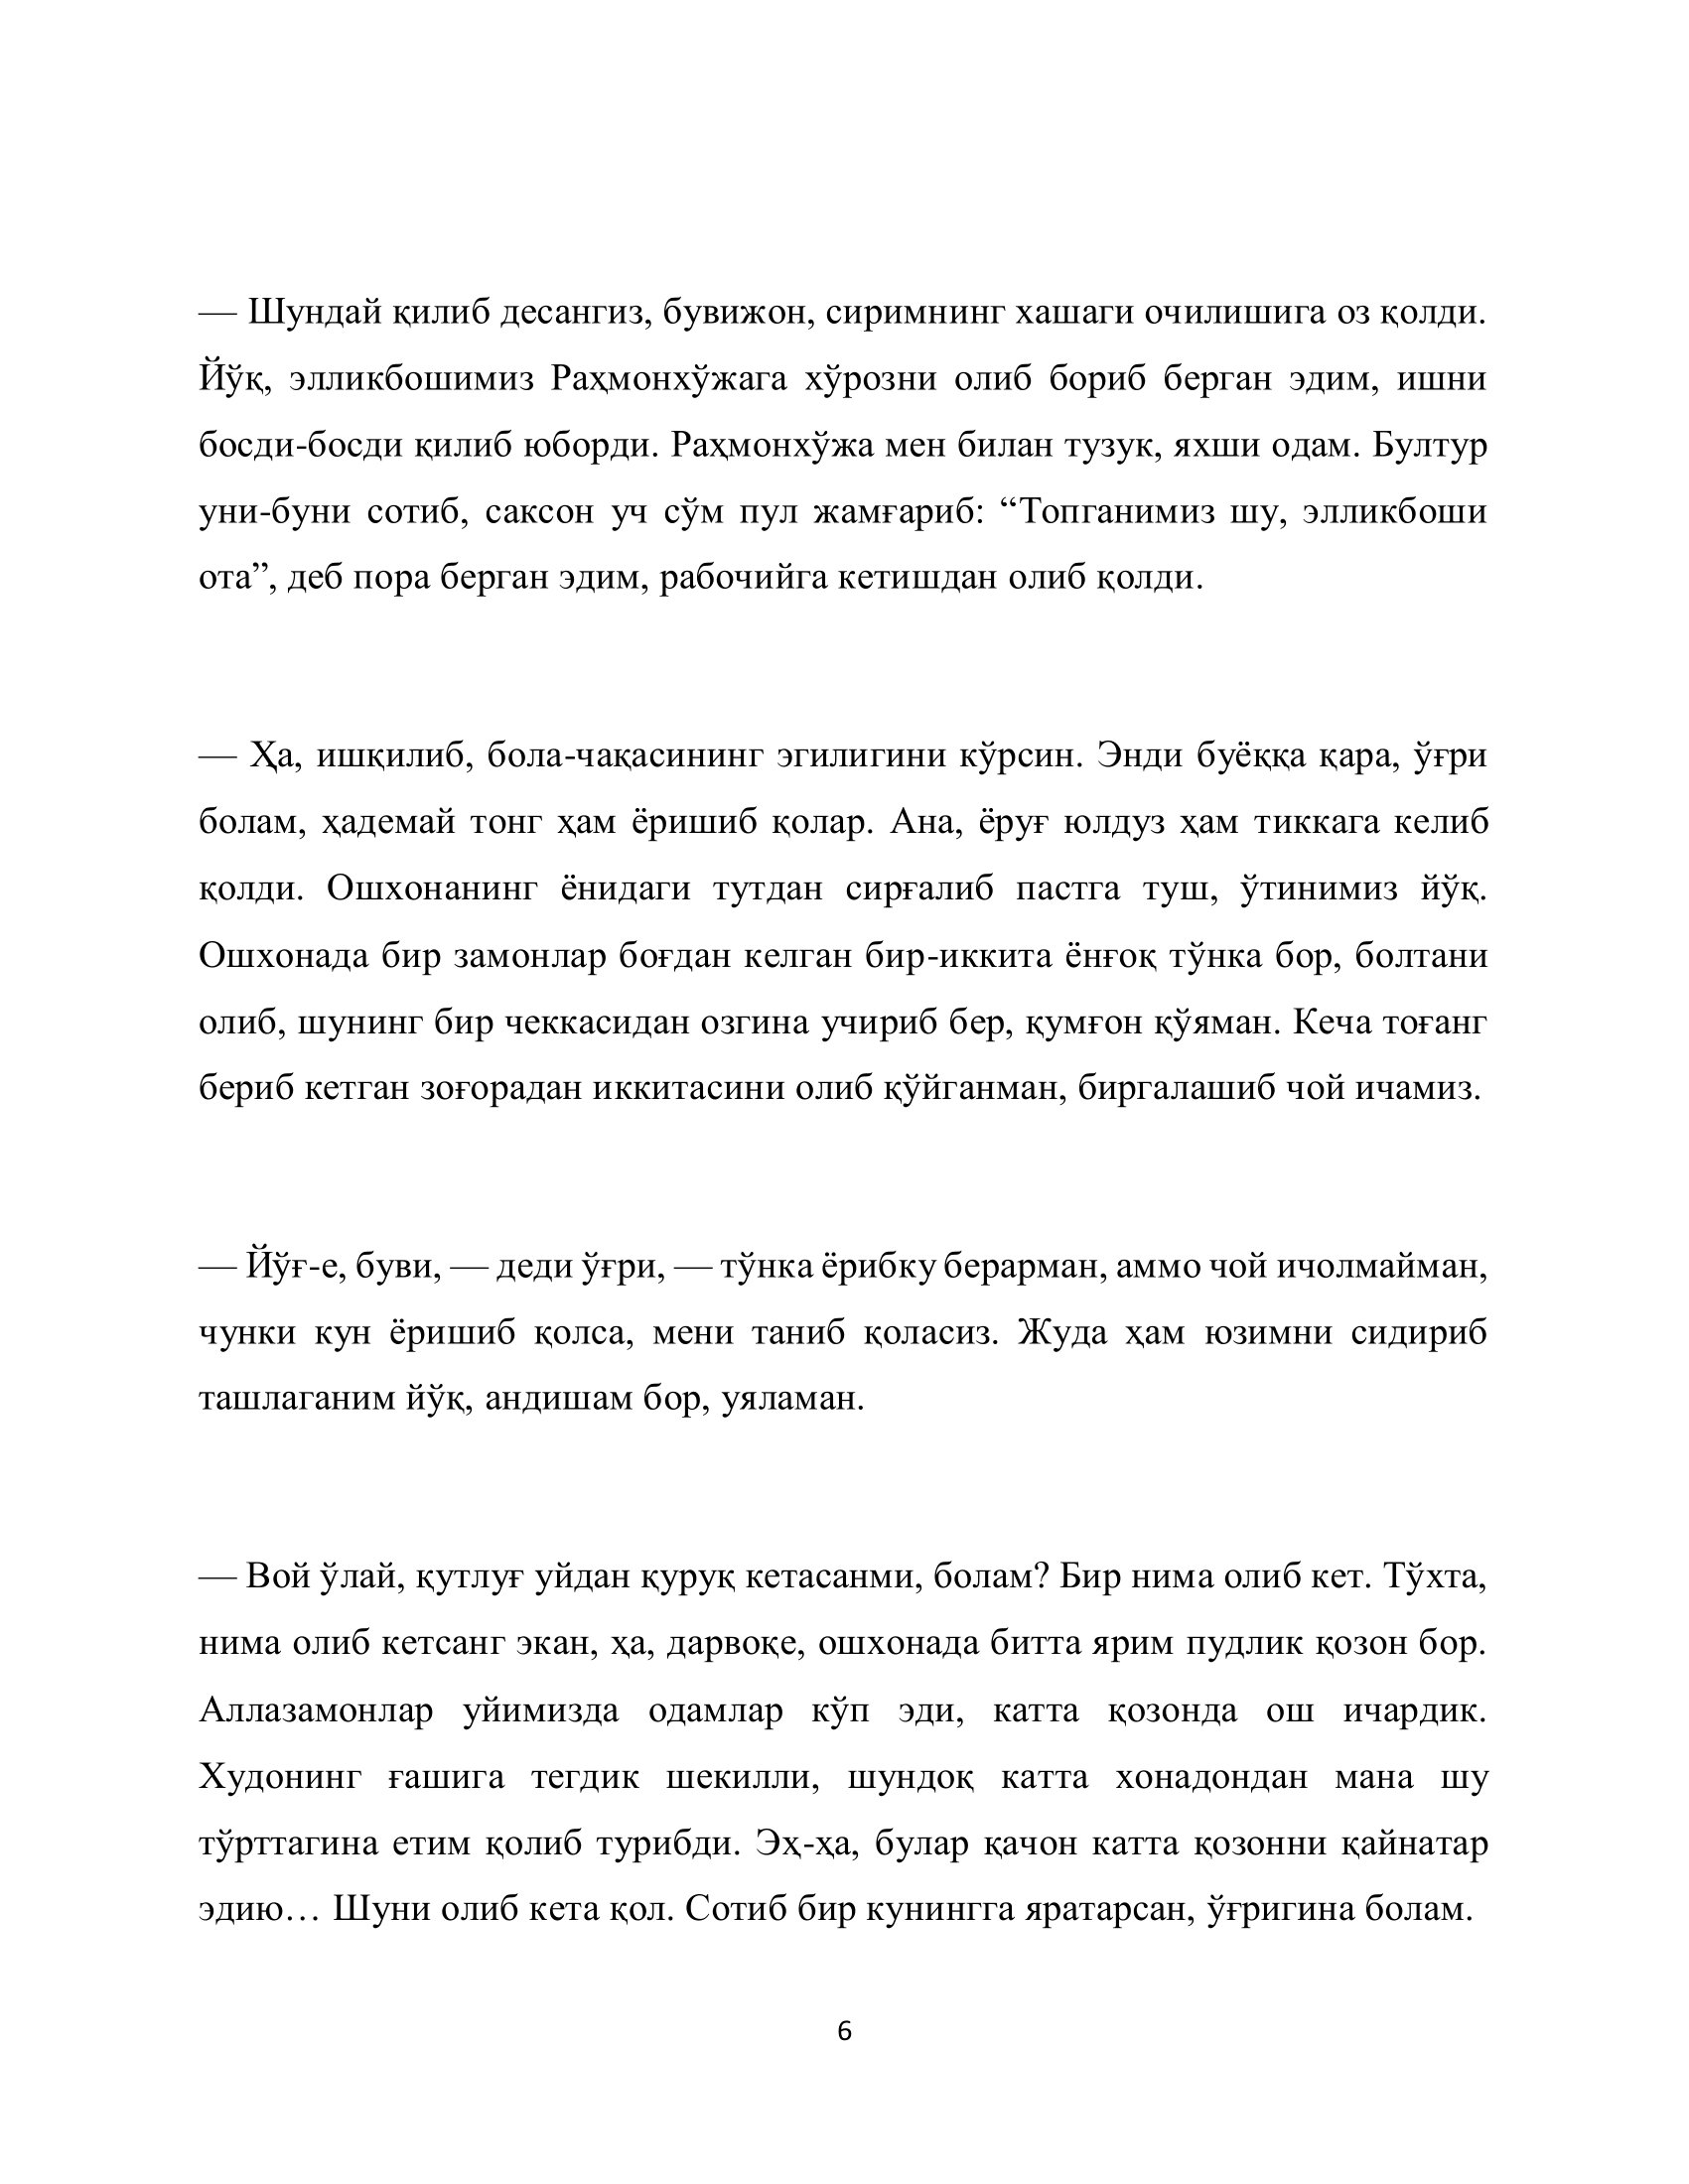 — Шундай қилиб десангиз, бувижон, сиримнинг хашаги очилишига оз қолди.
Йўқ, элликбошимиз Раҳмонхўжага хўрозни олиб бориб берган эдим, ишни
босди-босди қилиб юборди. Раҳмонхўжа мен билан тузук, яхши одам. Бултур
уни-буни сотиб, саксон уч сўм пул жамғариб: “Топганимиз шу, элликбоши
ота”, деб пора берган эдим, рабочийга кетишдан олиб қолди.
— Ҳа, ишқилиб, бола-чақасининг эгилигини кўрсин. Энди буёққа қара, ўғри
болам, ҳадемай тонг ҳам ёришиб қолар. Ана, ёруғ юлдуз ҳам тиккага келиб
қолди. Ошхонанинг ёнидаги тутдан сирғалиб пастга туш, ўтинимиз йўқ.
Ошхонада бир замонлар боғдан келган бир-иккита ёнғоқ тўнка бор, болтани
олиб, шунинг бир чеккасидан озгина учириб бер, қумғон қўяман. Кеча тоғанг
бериб кетган зоғорадан иккитасини олиб қўйганман, биргалашиб чой ичамиз.
— Йўғ-е, буви, — деди ўғри, — тўнка ёрибку берарман, аммо чой ичолмайман,
чунки кун ёришиб қолса, мени таниб қоласиз. Жуда ҳам юзимни сидириб
ташлаганим йўқ, андишам бор, уяламан.
— Вой ўлай, қутлуғ уйдан қуруқ кетасанми, болам? Бир нима олиб кет. Тўхта,
нима олиб кетсанг экан, ҳа, дарвоқе, ошхонада битта ярим пудлик қозон бор.
Аллазамонлар уйимизда одамлар кўп эди, катта қозонда ош ичардик.
Худонинг ғашига тегдик шекилли, шундоқ катта хонадондан мана шу
тўрттагина етим қолиб турибди. Эҳ-ҳа, булар қачон катта қозонни қайнатар
эдию… Шуни олиб кета қол. Сотиб бир кунингга яратарсан, ўғригина болам.
6